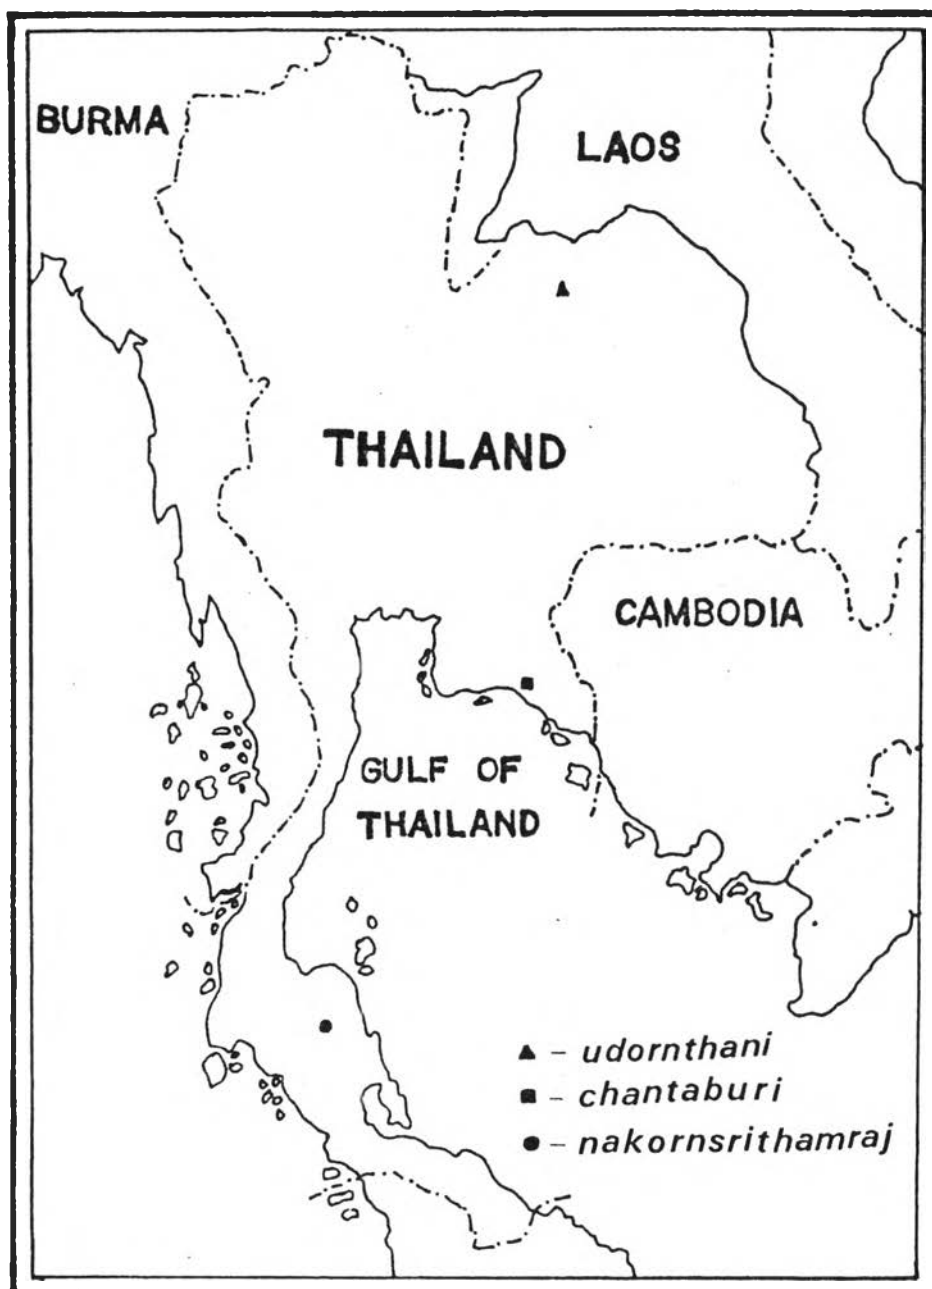 BURMA
LAOS
THAILAND
CAMBODIA
GULF OF
THAILAND
▲ – udornthani
■ – chantaburi
● – nakornsrithamraj